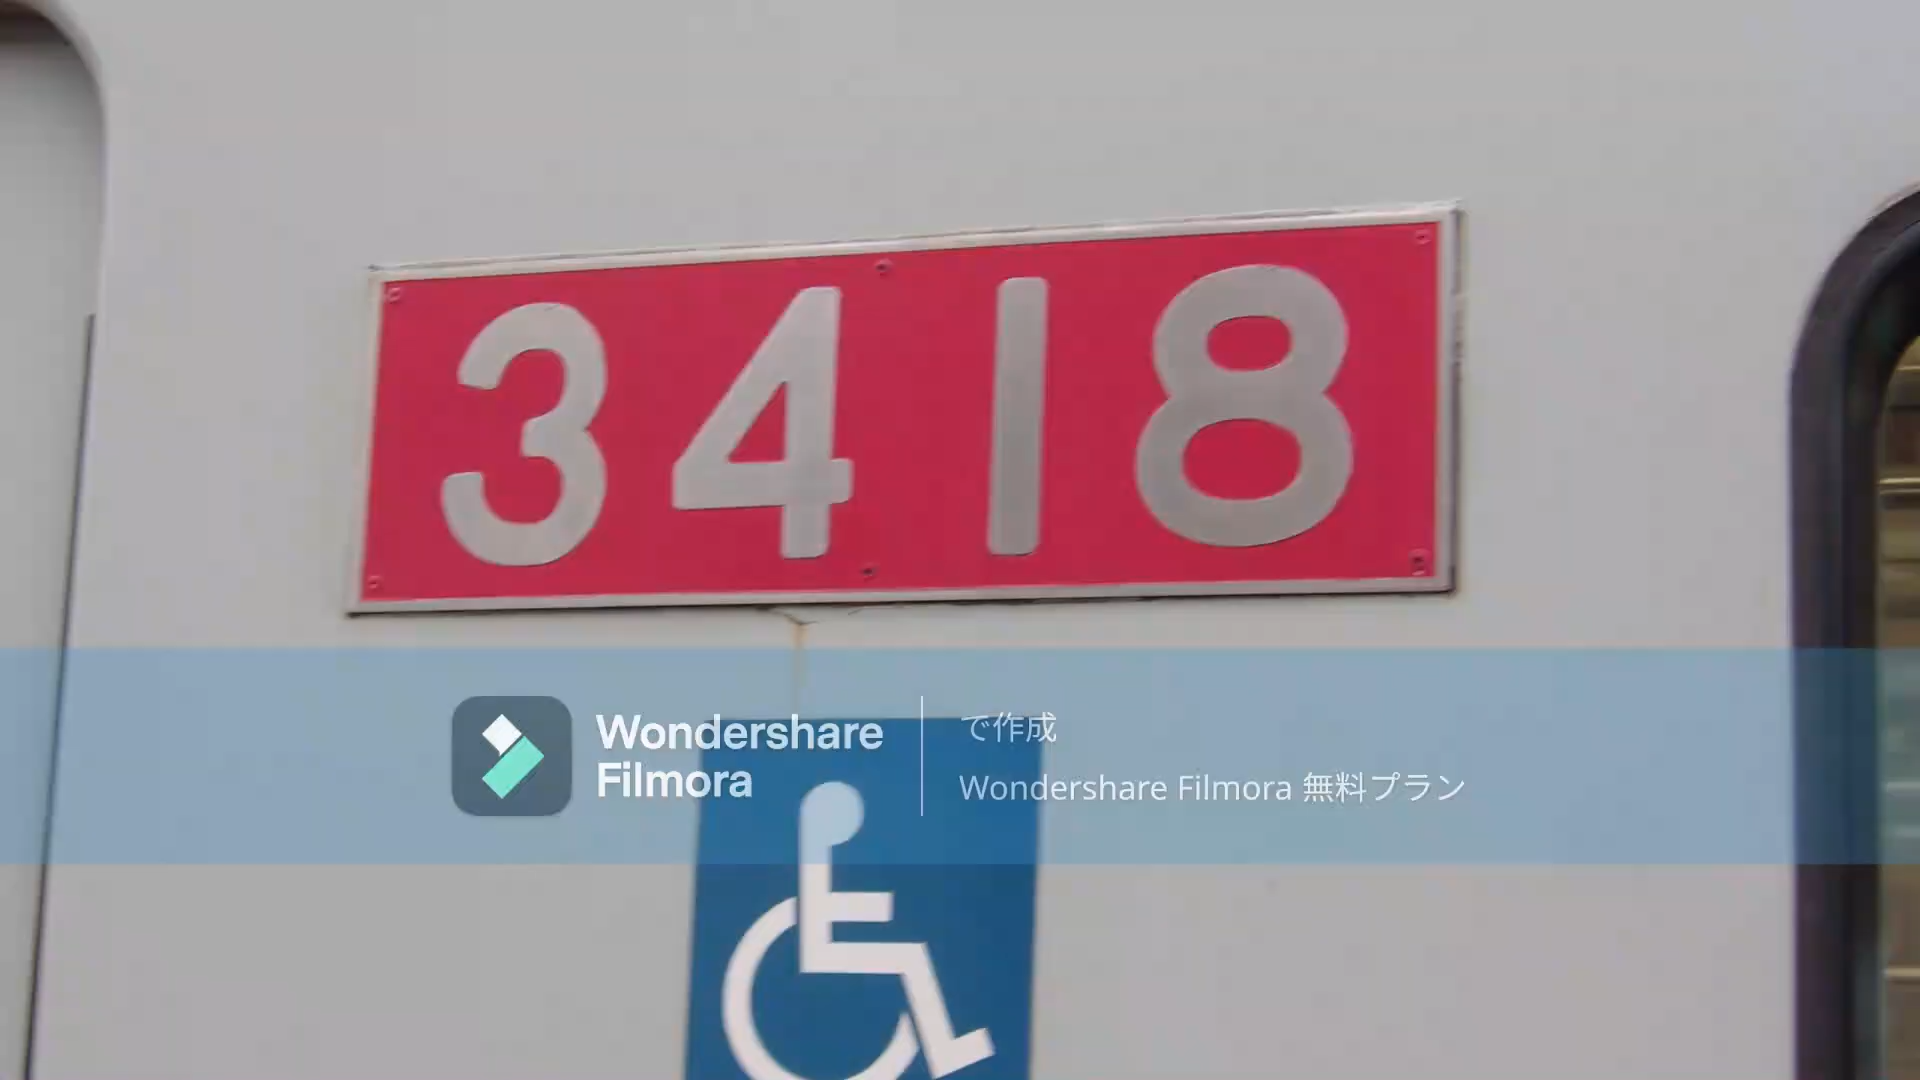 3418
Wondershare
Filmora
で作成
Wondershare Filmora 無料プラン